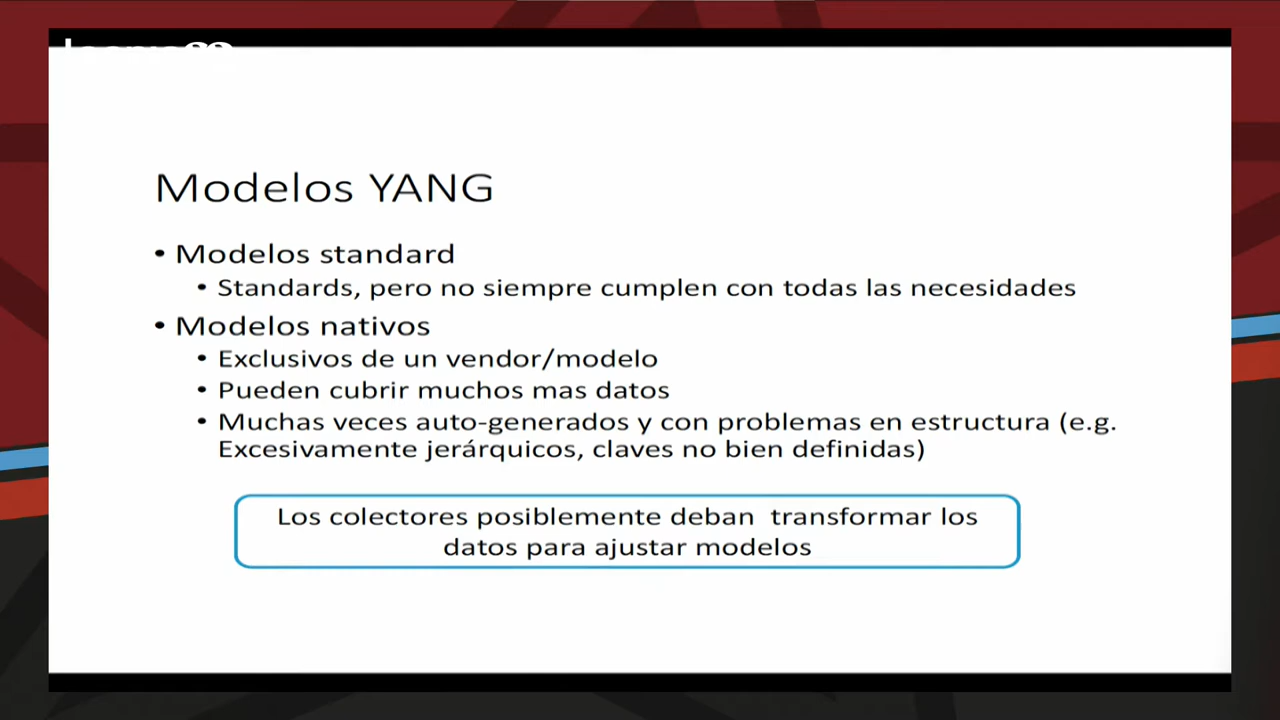 Modelos YANG
• Modelos standard
• Standards, pero no siempre cumplen con todas las necesidades
• Modelos nativos
• Exclusivos de un vendor/modelo
• Pueden cubrir muchos mas datos
• Muchas veces auto-generados y con problemas en estructura (e.g.
Excesivamente jerárquicos, claves no bien definidas)
Los colectores posiblemente deban transformar los
datos para ajustar modelos